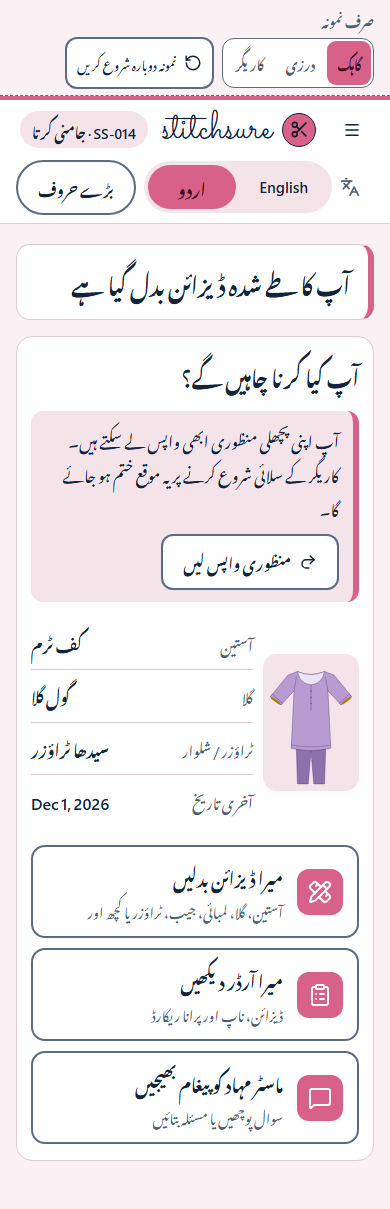 صرف نمونہ
گاہک
درزی
کاریگر
نمونہ دوبارہ شروع کریں
stitchsure
SS-014 · جامنی کرتا
English
اردو
بڑے حروف
آپ کا طے شدہ ڈیزائن بدل گیا ہے
آپ کیا کرنا چاہیں گے؟
آپ اپنی پچھلی منظوری ابھی واپس لے سکتے ہیں۔
کاریگر کے سلائی شروع کرنے پر یہ موقع ختم ہو جائے
گا۔
منظوری واپس لیں
آستین
کف ٹرم
گلا
گول گلا
ٹراؤزر / شلوار
سیدھا ٹراؤزر
آخری تاریخ
Dec 1, 2026
میرا ڈیزائن بدلیں
آستین، گلا، لمبائی، جیب، ٹراؤزر یا کچھ اور
میرا آرڈر دیکھیں
ڈیزائن، ناپ اور پرانا ریکارڈ
ماسٹر مہاد کو پیغام بھیجیں
سوال پوچھیں یا مسئلہ بتائیں